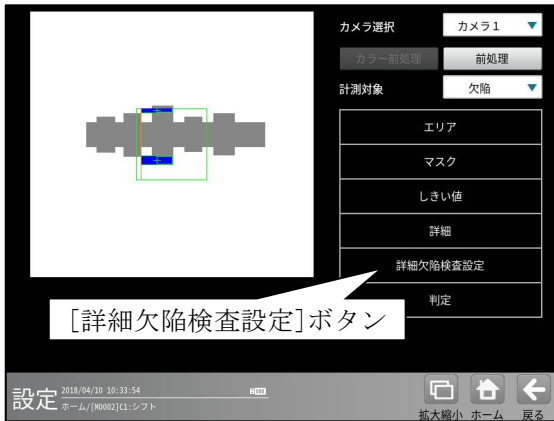 カメラ選択
カメラ1
カラー前処理
前処理
計測対象
欠陥
エリア
マスク
しきい値
詳細
詳細欠陥検査設定
判定
[詳細欠陥検査設定]ボタン
設定
2018/04/10 10:33:54
ホーム/[M0002]C1:シフト
拡大縮小
ホーム
戻る